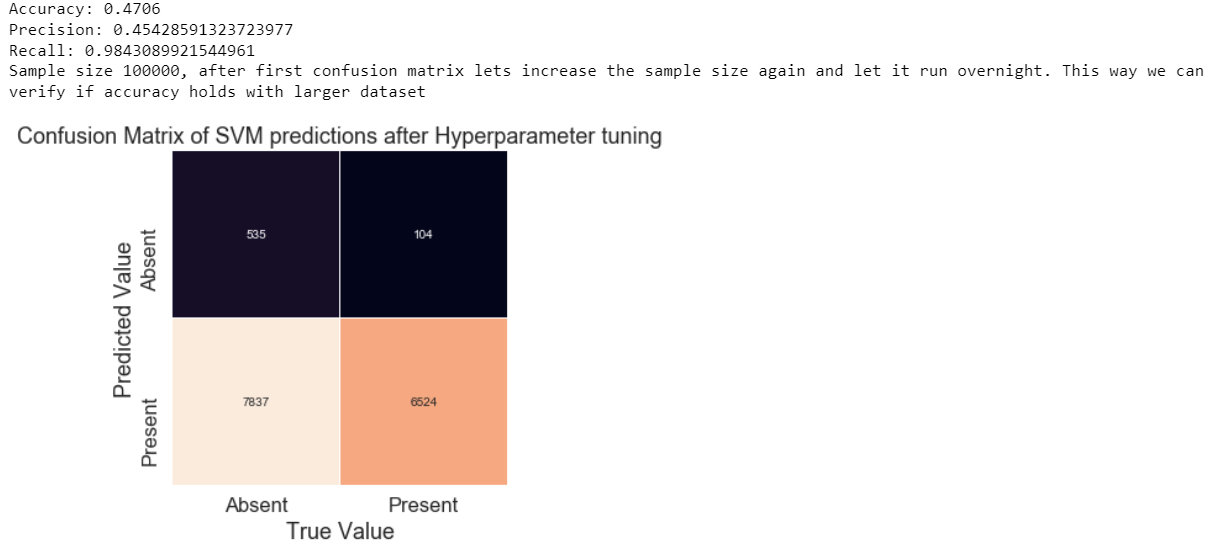 Accuracy: 0.4706
Precision: 0.45428591323723977
Recall: 0.9843089921544961
Sample size 100000, after first confusion matrix lets increase the sample size again and let it run overnight. This way we can
verify if accuracy holds with larger dataset
Confusion Matrix of SVM predictions after Hyperparameter tuning
Predicted Value
Absent
535
104
Present
7837
6524
Absent
Present
True Value